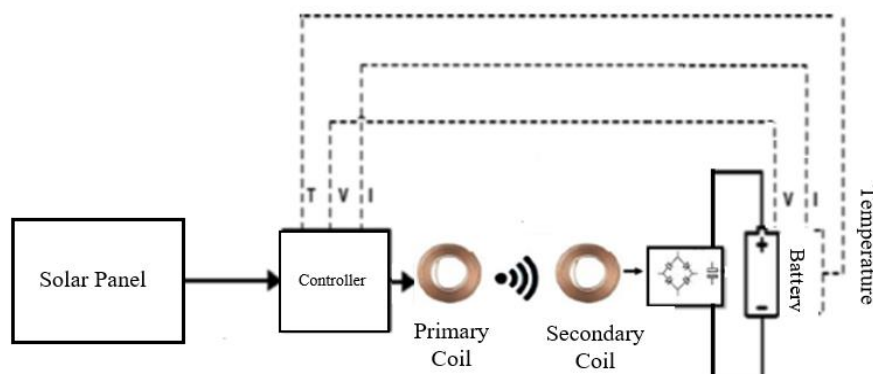 T V I
Solar Panel
Controller
Primary
Coil
Secondary
Coil
+
-
V I
Battery
Temperature